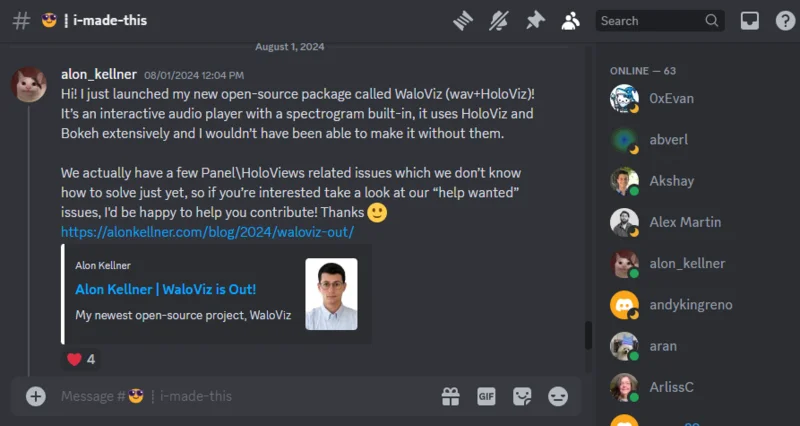 # 😎 ┇ i-made-this
Search
August 1, 2024
alon_kellner 08/01/2024 12:04 PM
Hi! I just launched my new open-source package called WaloViz (wav+HoloViz)!
It's an interactive audio player with a spectrogram built-in, it uses HoloViz and
Bokeh extensively and I wouldn't have been able to make it without them.
We actually have a few Panel\HoloViews related issues which we don't know
how to solve just yet, so if you're interested take a look at our “help wanted”
issues, I'd be happy to help you contribute! Thanks 🙂
https://alonkellner.com/blog/2024/waloviz-out/
Alon Kellner
Alon Kellner | WaloViz is Out!
My newest open-source project, WaloViz
❤️ 4
Message # 😎 ┇ i-made-this
GIF
ONLINE — 63
0xEvan
abverl
Akshay
Alex Martin
alon_kellner
andykingreno
aran
ArlissC